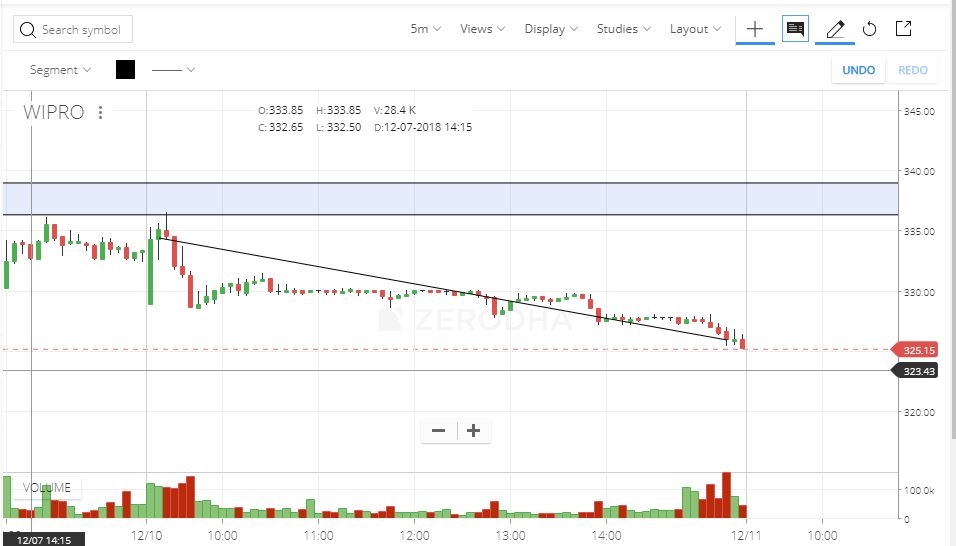 Search symbol 5m Views Display Studies Layout
Segment UNDO REDO
WIPRO O:333.85 H:333.85 V:28.4 K
C: 332.65 L: 332.50 D:12-07-2018 14:15
345.00
340.00
335.00
330.00
ZERODHA
325.15
323.43
320.00
VOLUME
100.0k
0
12/07 14:15 12/10 10:00 11:00 12:00 13:00 14:00 12/11 10:00